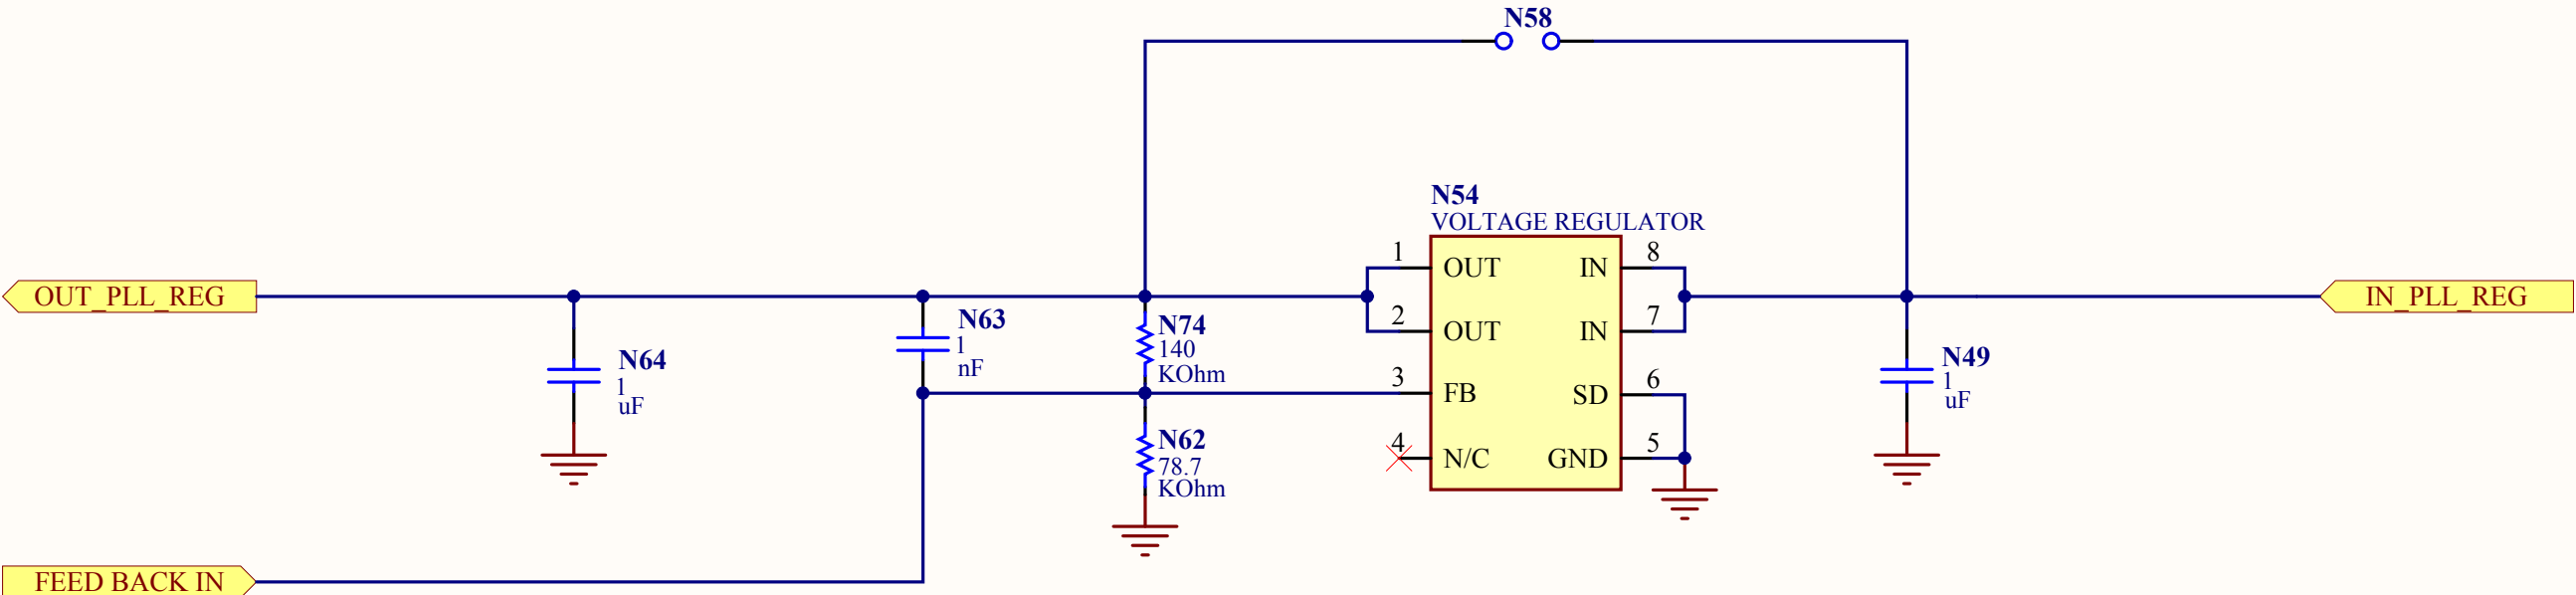 N58
N54
VOLTAGE REGULATOR
1 OUT IN 8
OUT_PLL_REG
IN_PLL_REG
2 OUT IN 7
N63
1
nF
N74
140
KOhm
N64
1
uF
N49
1
uF
3 FB SD 6
N62
78.7
KOhm
4 N/C GND 5
FEED BACK IN